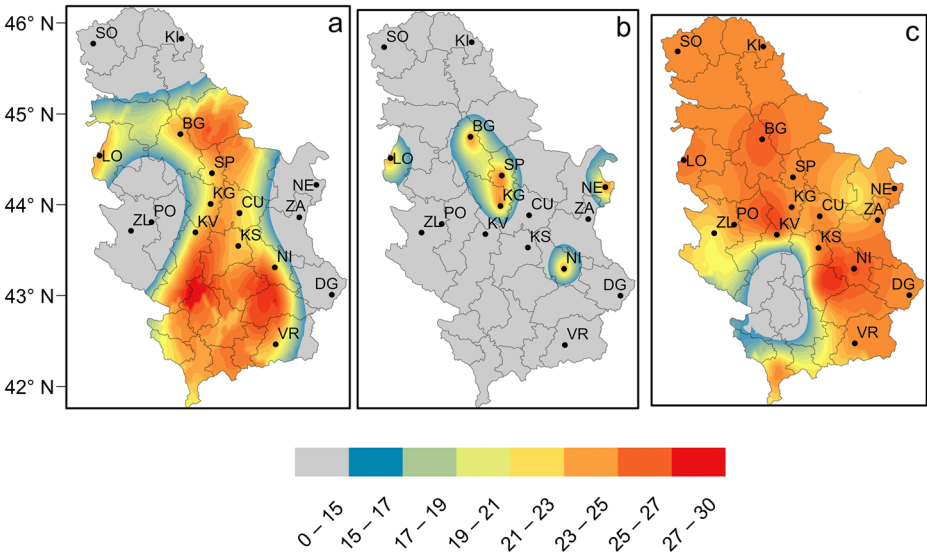 46° N
45° N
44° N
43° N
42° N
a
SO
KI
BG
LO
SP
NE
KG
CU
ZA
PO
ZL
KV
KS
NI
DG
VR
b
SO
KI
BG
LO
SP
NE
KG
CU
ZA
PO
ZL
KV
KS
NI
DG
VR
c
SO
KI
BG
LO
SP
NE
KG
CU
ZA
PO
ZL
KV
KS
NI
DG
VR
0 – 15
15 – 17
17 – 19
19 – 21
21 – 23
23 – 25
25 – 27
27 – 30